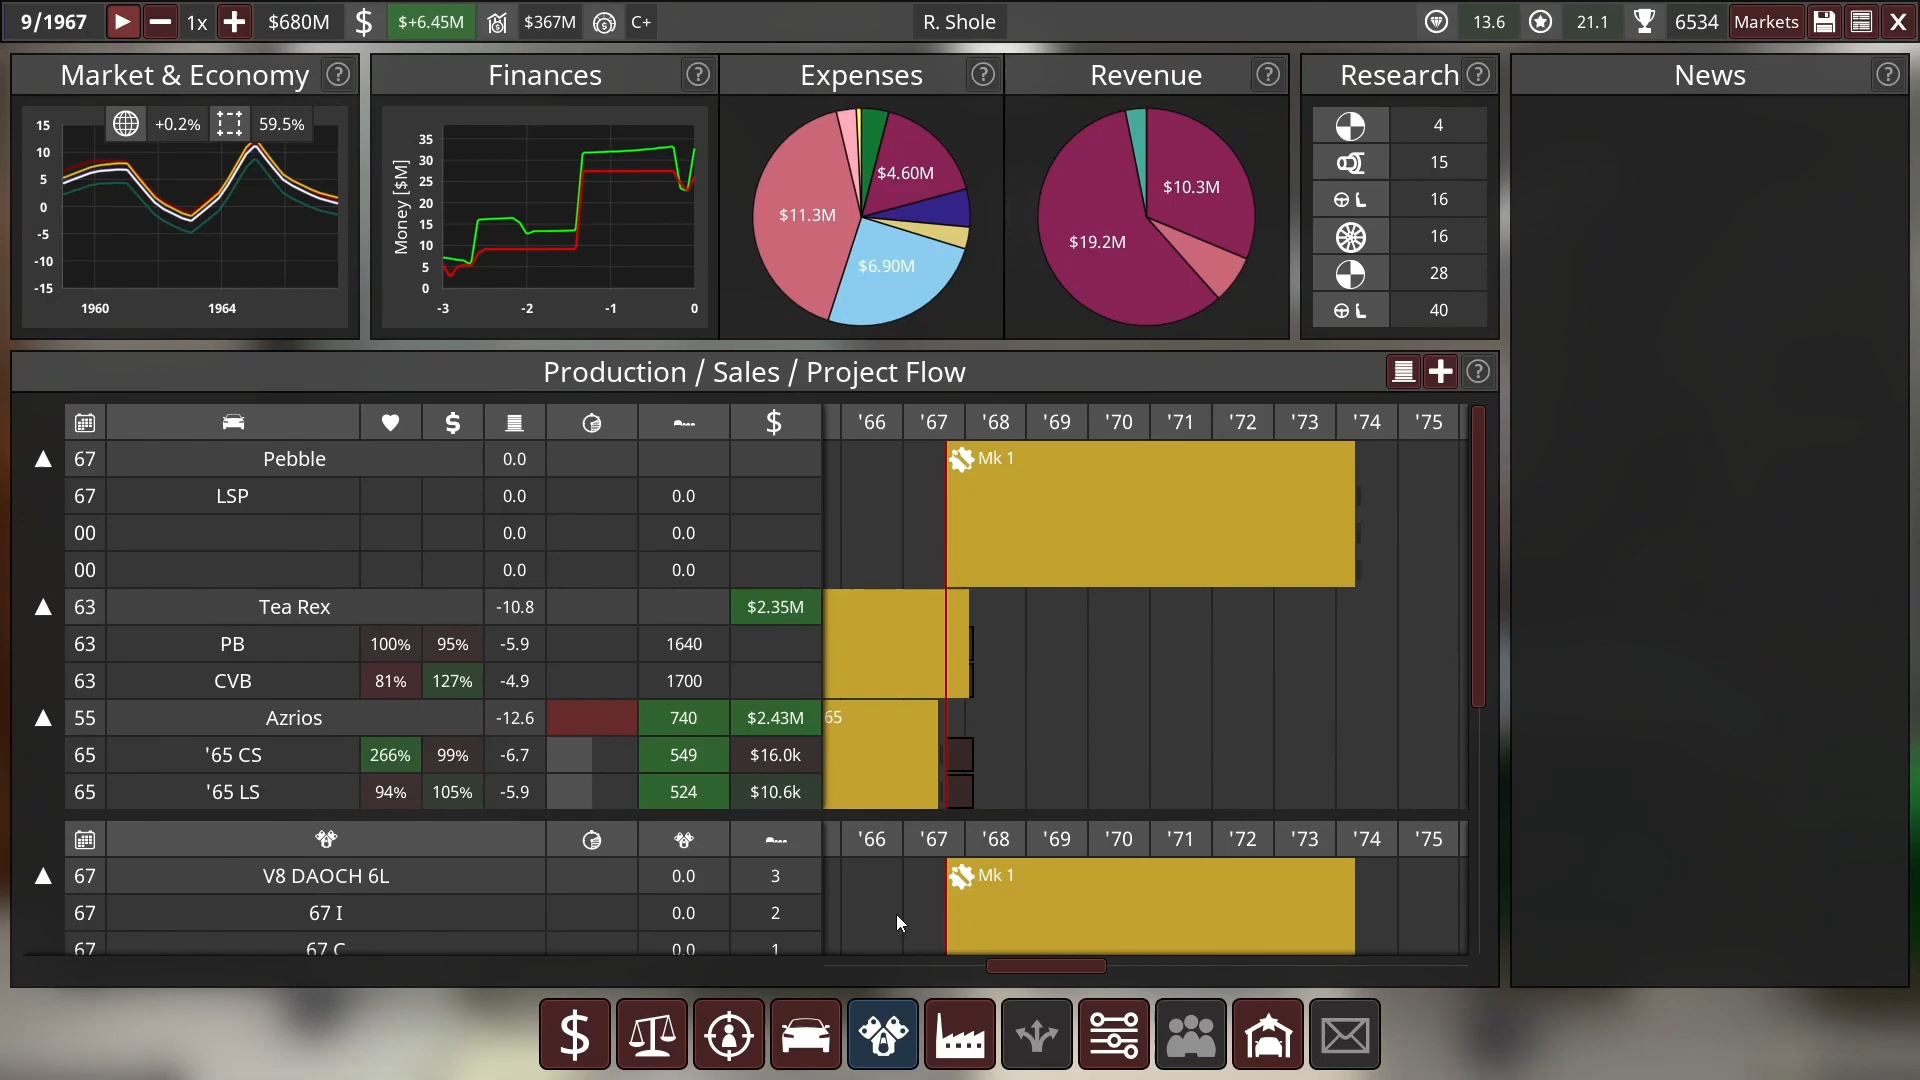 9/1967 1x $680M $ $+6.45M $367M C+ R. Shole 13.6 21.1 6534 Markets X
Market & Economy ? Finances ? Expenses ? Revenue ? Research ? News ?
+0.2% 59.5%
15
10
5
0
-5
-10
-15
1960 1964
Money [$M]
35
30
25
20
15
10
5
0
-3 -2 -1 0
$4.60M
$11.3M
$6.90M
$10.3M
$19.2M
4
15
16
16
28
40
Production / Sales / Project Flow ?
$ $ '66 '67 '68 '69 '70 '71 '72 '73 '74 '75
67 Pebble 0.0 Mk 1
67 LSP 0.0 0.0
00 0.0 0.0
00 0.0 0.0
63 Tea Rex -10.8 $2.35M
63 PB 100% 95% -5.9 1640
63 CVB 81% 127% -4.9 1700
55 Azrios -12.6 740 $2.43M 65
65 '65 CS 266% 99% -6.7 549 $16.0k
65 '65 LS 94% 105% -5.9 524 $10.6k
'66 '67 '68 '69 '70 '71 '72 '73 '74 '75
67 V8 DAOCH 6L 0.0 3 Mk 1
67 67 I 0.0 2
67 67 C 0.0 1
$